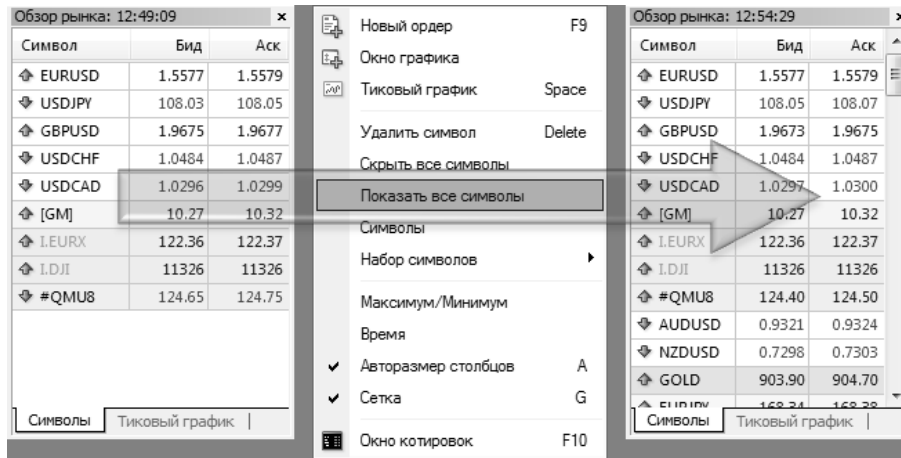 Обзор рынка: 12:49:09
Символ Бид Аск
EURUSD 1.5577 1.5579
USDJPY 108.03 108.05
GBPUSD 1.9675 1.9677
USDCHF 1.0484 1.0487
USDCAD 1.0296 1.0299
[GM] 10.27 10.32
I.EURX 122.36 122.37
I.DJI 11326 11326
#QMU8 124.65 124.75
Символы Тиковый график
Новый ордер F9
Окно графика
Тиковый график Space
Удалить символ Delete
Скрыть все символы
Показать все символы
Символы
Набор символов
Максимум/Минимум
Время
Авторазмер столбцов A
Сетка G
Окно котировок F10
Обзор рынка: 12:54:29
Символ Бид Аск
EURUSD 1.5577 1.5579
USDJPY 108.05 108.07
GBPUSD 1.9673 1.9675
USDCHF 1.0484 1.0487
USDCAD 1.0297 1.0300
[GM] 10.27 10.32
I.EURX 122.36 122.37
I.DJI 11326 11326
#QMU8 124.40 124.50
AUDUSD 0.9321 0.9324
NZDUSD 0.7298 0.7303
GOLD 903.90 904.70
EURJPY 168.34 168.38
Символы Тиковый график